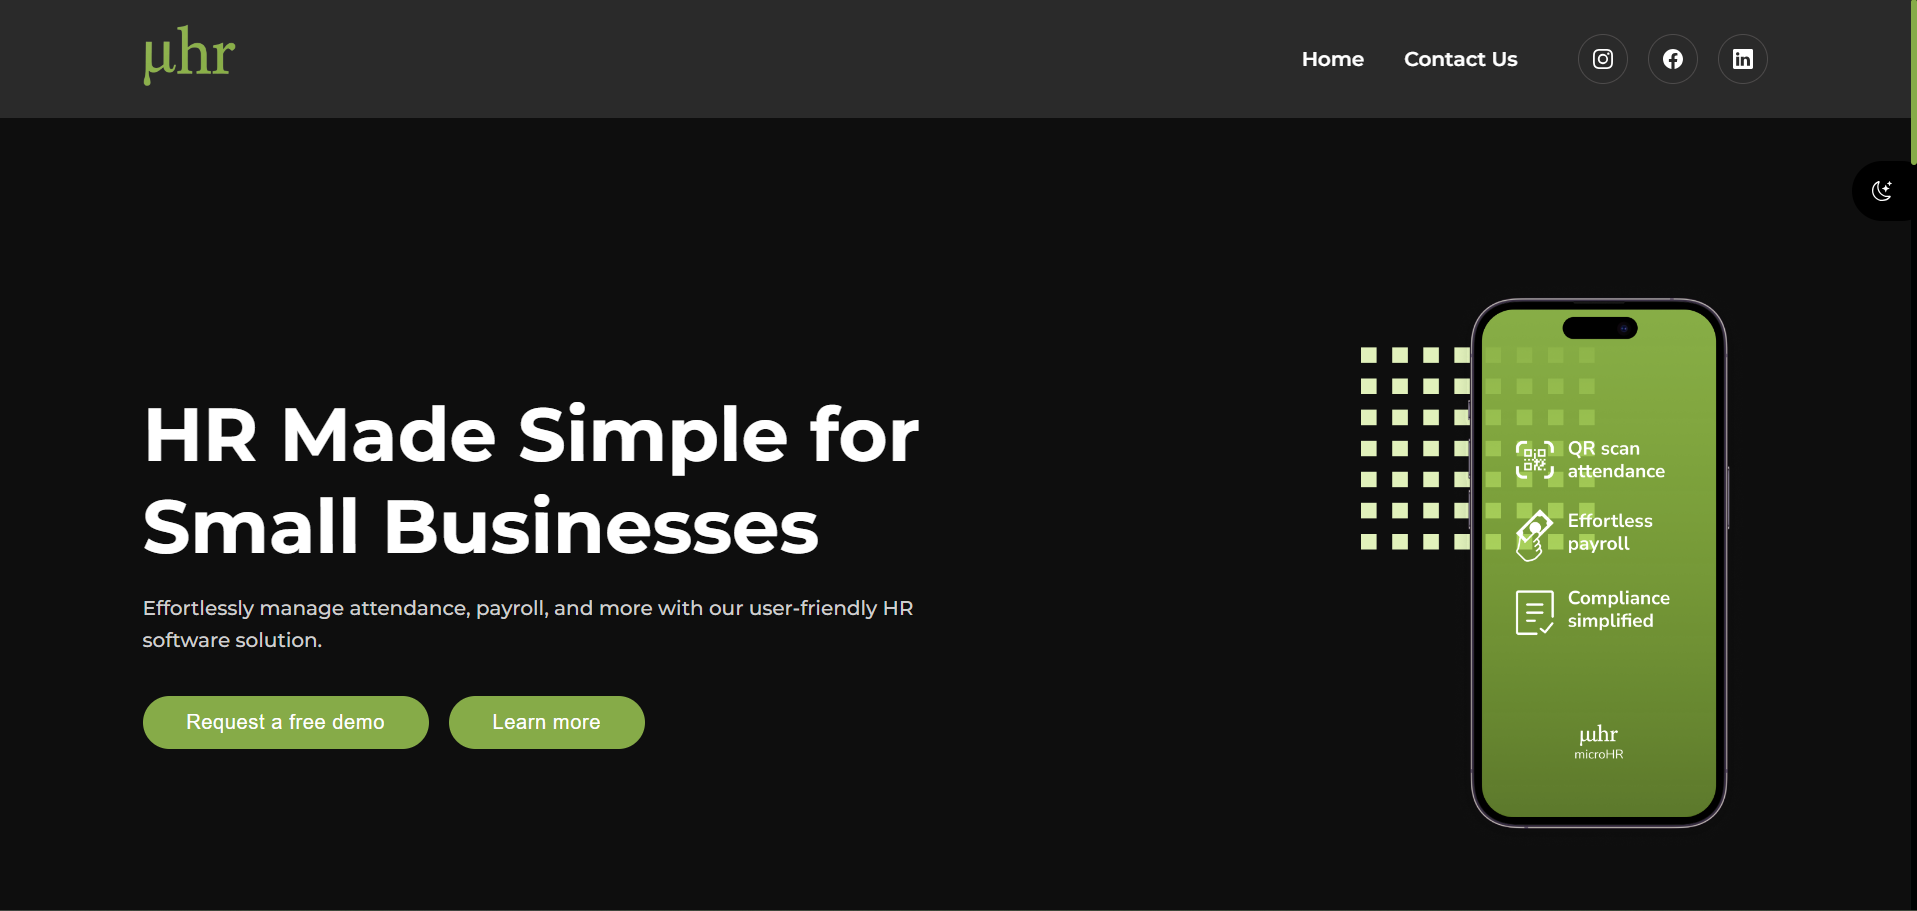 µhr
Home
Contact Us
HR Made Simple for
Small Businesses
Effortlessly manage attendance, payroll, and more with our user-friendly HR
software solution.
Request a free demo
Learn more
QR scan
attendance
Effortless
payroll
Compliance
simplified
µhr
microHR